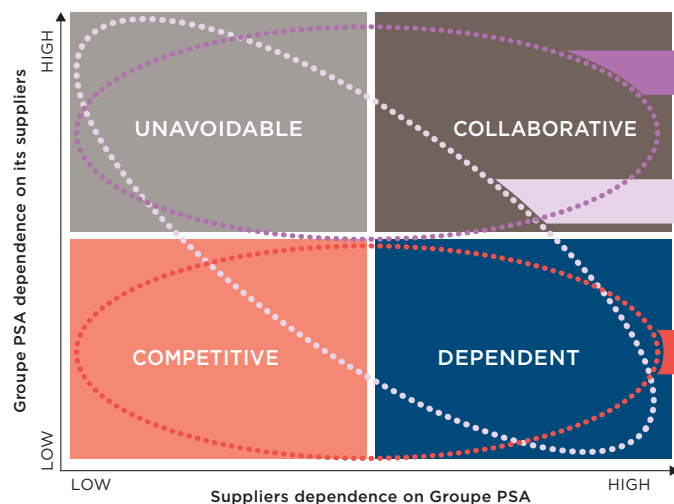 HIGH
Groupe PSA dependence on its suppliers
UNAVOIDABLE
COLLABORATIVE
COMPETITIVE
DEPENDENT
LOW
LOW
HIGH
Suppliers dependence on Groupe PSA